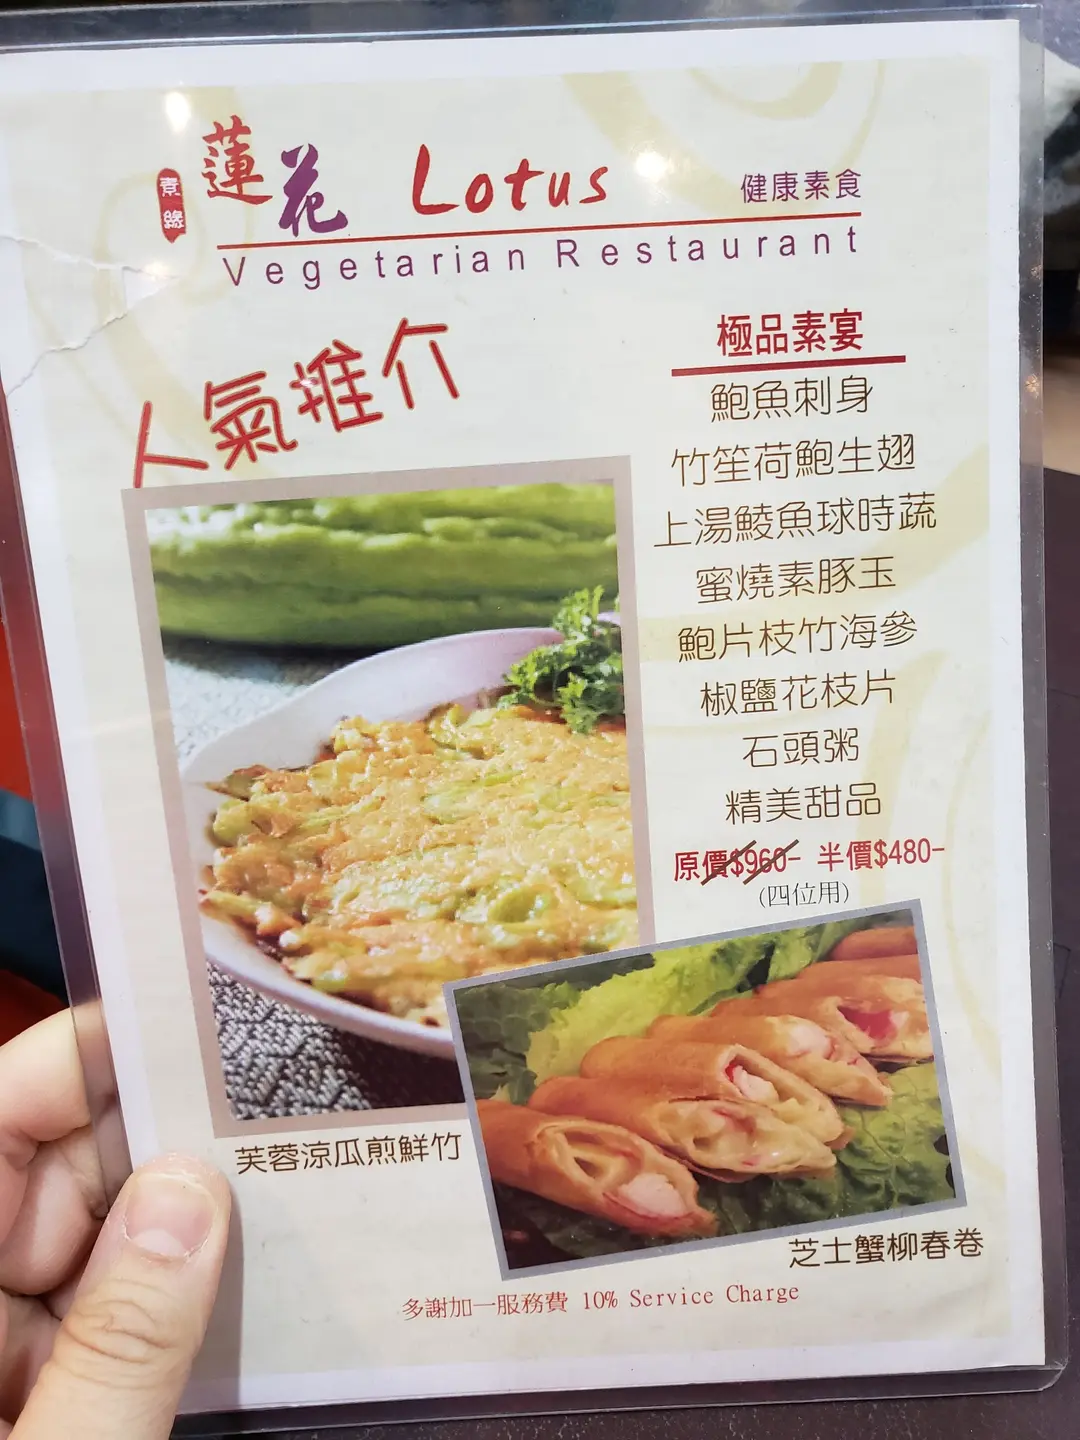 素緣
蓮花 Lotus 健康素食
Vegetarian Restaurant
人氣推介
極品素宴
鮑魚刺身
竹笙荷鮑生翅
上湯鯪魚球時蔬
蜜燒素豚玉
鮑片枝竹海參
椒鹽花枝片
石頭粥
精美甜品
原價$960- 半價$480-
(四位用)
芙蓉涼瓜煎鮮竹
芝士蟹柳春卷
多謝加一服務費 10% Service Charge